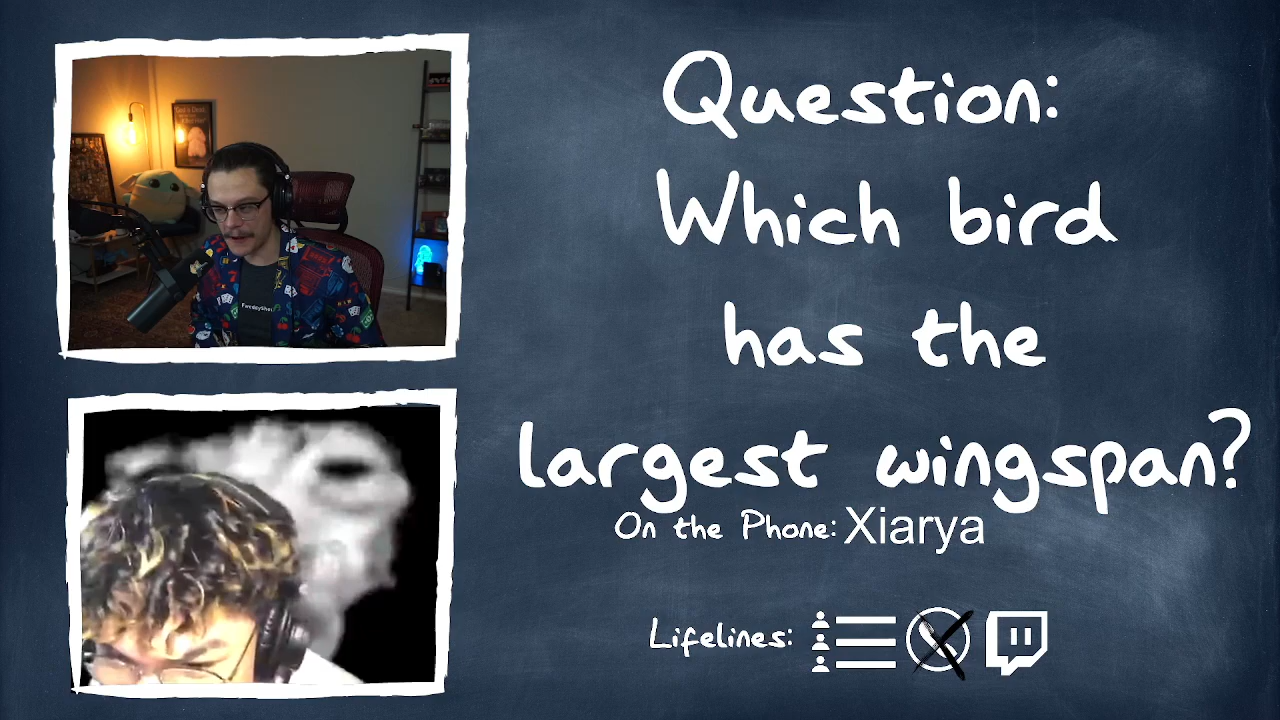 Question:
Which bird
has the
largest wingspan?
On the Phone: Xiarya
Lifelines: